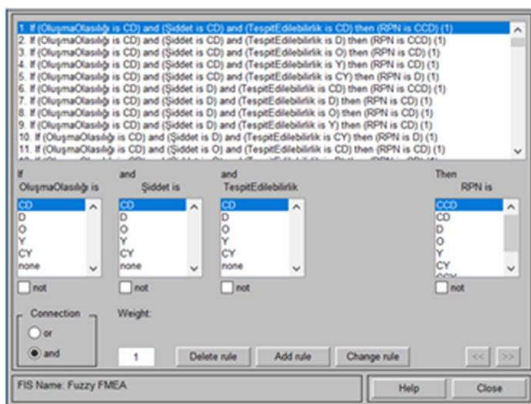 1. If (OluşmaOlasılığı is CD) and (Şiddet is CD) and (TespitEdilebilirlik is CD) then (RPN is CCD) (1)
2. If (OluşmaOlasılığı is CD) and (Şiddet is CD) and (TespitEdilebilirlik is D) then (RPN is CCD) (1)
3. If (OluşmaOlasılığı is CD) and (Şiddet is CD) and (TespitEdilebilirlik is O) then (RPN is CD) (1)
4. If (OluşmaOlasılığı is CD) and (Şiddet is CD) and (TespitEdilebilirlik is Y) then (RPN is CD) (1)
5. If (OluşmaOlasılığı is CD) and (Şiddet is CD) and (TespitEdilebilirlik is CY) then (RPN is D) (1)
6. If (OluşmaOlasılığı is CD) and (Şiddet is D) and (TespitEdilebilirlik is CD) then (RPN is CCD) (1)
7. If (OluşmaOlasılığı is CD) and (Şiddet is D) and (TespitEdilebilirlik is D) then (RPN is CD) (1)
8. If (OluşmaOlasılığı is CD) and (Şiddet is D) and (TespitEdilebilirlik is O) then (RPN is CD) (1)
9. If (OluşmaOlasılığı is CD) and (Şiddet is D) and (TespitEdilebilirlik is Y) then (RPN is CD) (1)
10. If (OluşmaOlasılığı is CD) and (Şiddet is D) and (TespitEdilebilirlik is CY) then (RPN is D) (1)
11. If (OluşmaOlasılığı is CD) and (Şiddet is O) and (TespitEdilebilirlik is CD) then (RPN is CD) (1)
If and and Then
OluşmaOlasılığı is Şiddet is TespitEdilebilirlik RPN is
CD CD CD CCD
D D D CD
O O O D
Y Y Y O
CY CY CY Y
none none none
not not not not
Connection Weight:
or
and 1 Delete rule Add rule Change rule << >>
FIS Name: Fuzzy FMEA Help Close